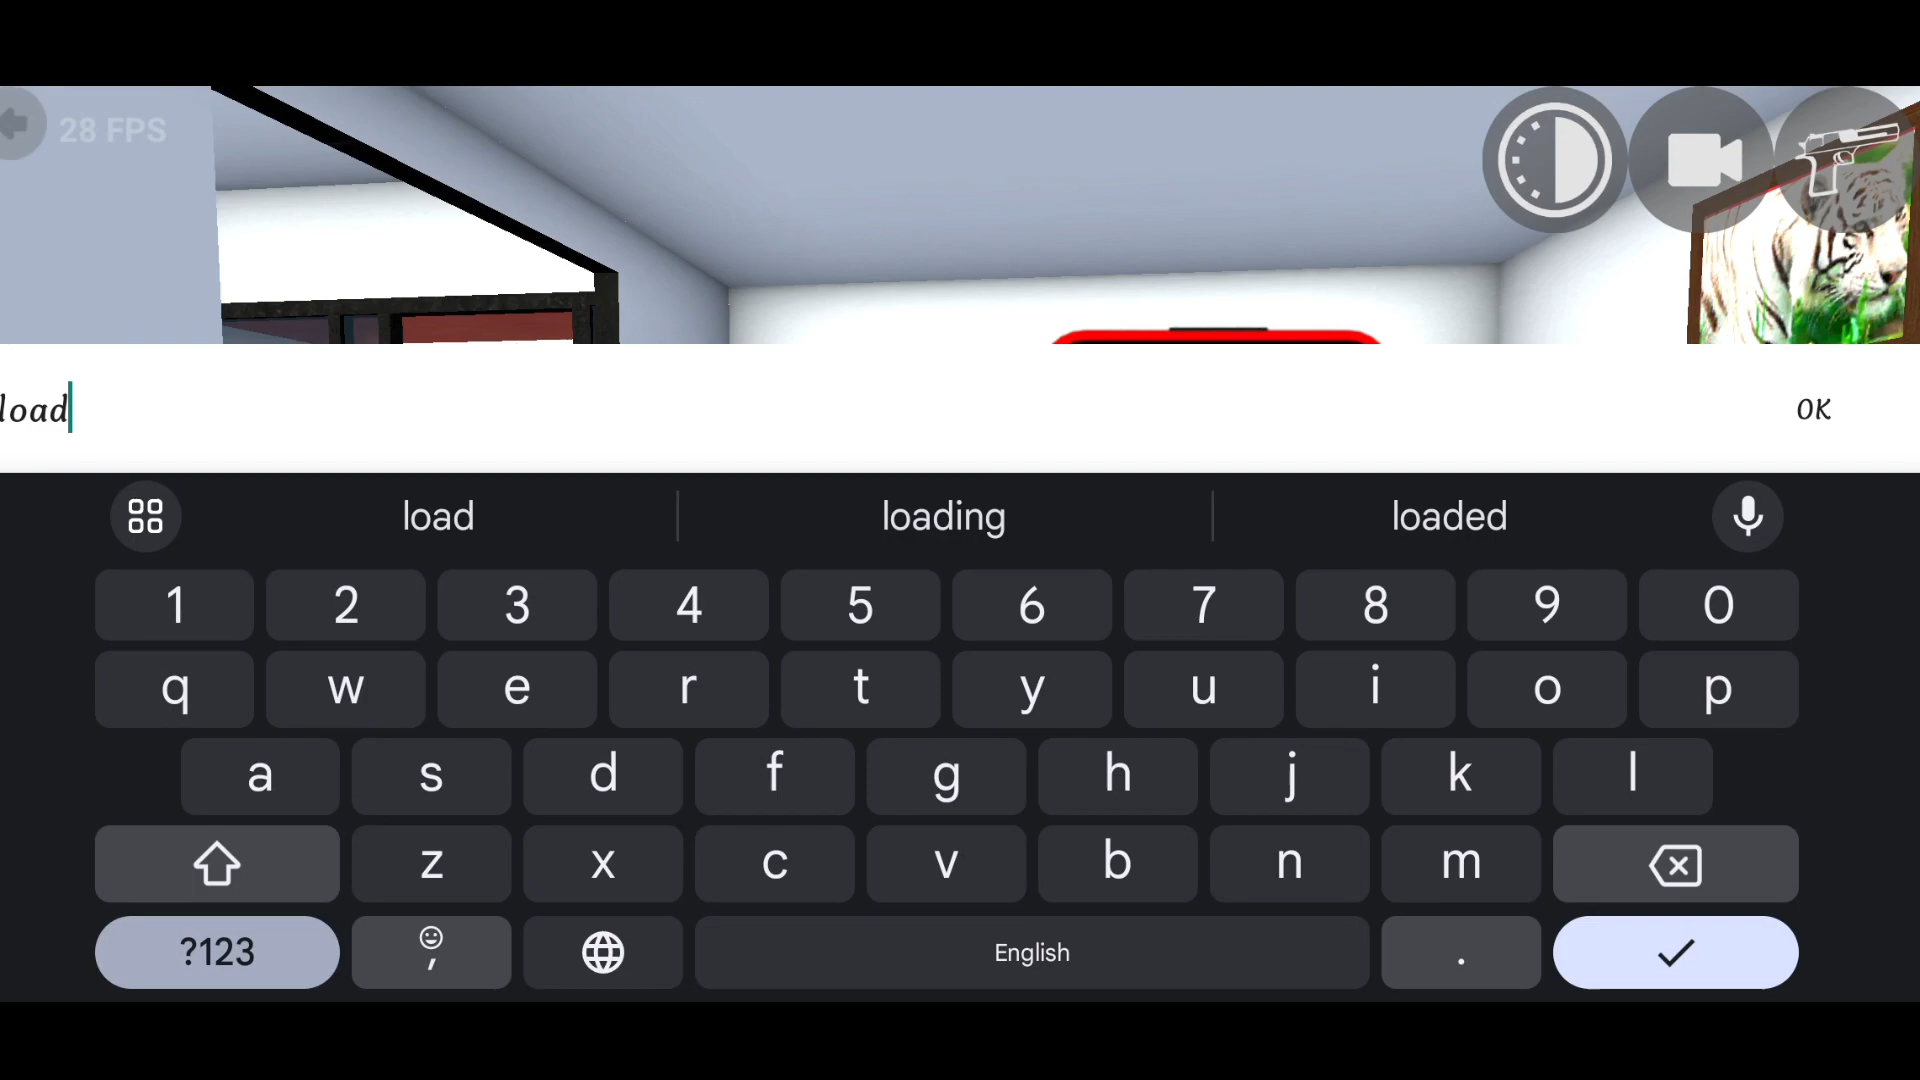 28 FPS
load
OK
load loading loaded
1 2 3 4 5 6 7 8 9 0
q w e r t y u i o p
a s d f g h j k l
z x c v b n m
?123 , English .